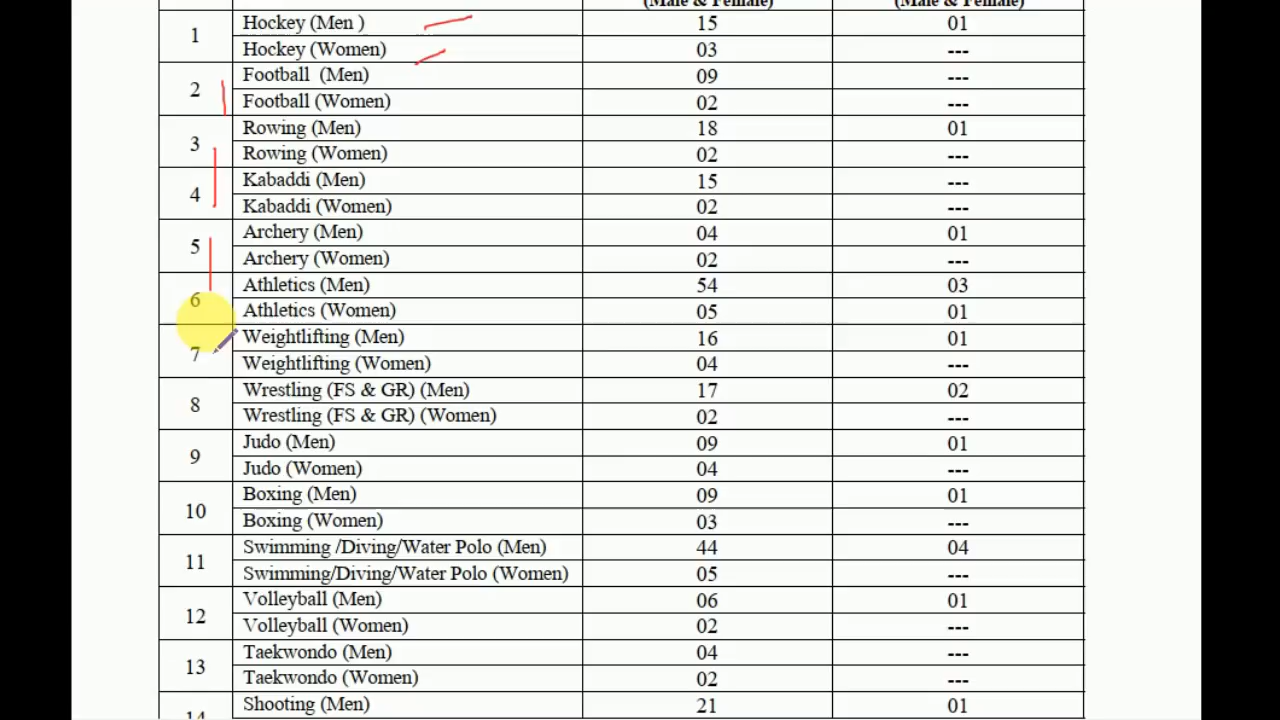 (Male & Female) (Male & Female)
1 Hockey (Men ) 15 01
Hockey (Women) 03 ---
2 Football (Men) 09 ---
Football (Women) 02 ---
3 Rowing (Men) 18 01
Rowing (Women) 02 ---
4 Kabaddi (Men) 15 ---
Kabaddi (Women) 02 ---
5 Archery (Men) 04 01
Archery (Women) 02 ---
6 Athletics (Men) 54 03
Athletics (Women) 05 01
7 Weightlifting (Men) 16 01
Weightlifting (Women) 04 ---
8 Wrestling (FS & GR) (Men) 17 02
Wrestling (FS & GR) (Women) 02 ---
9 Judo (Men) 09 01
Judo (Women) 04 ---
10 Boxing (Men) 09 01
Boxing (Women) 03 ---
11 Swimming /Diving/Water Polo (Men) 44 04
Swimming/Diving/Water Polo (Women) 05 ---
12 Volleyball (Men) 06 01
Volleyball (Women) 02 ---
13 Taekwondo (Men) 04 ---
Taekwondo (Women) 02 ---
14 Shooting (Men) 21 01